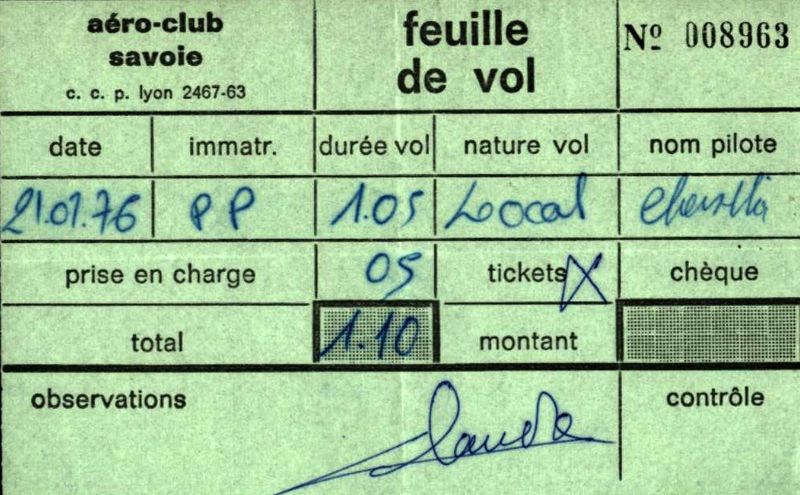 aéro-club
savoie
c. c. p. lyon 2467-63
feuille
de vol
Nº 008963
date immatr. durée vol nature vol nom pilote
21.01.76 PP 1.05 Local
prise en charge 05 tickets X chèque
total 1.10 montant
observations contrôle